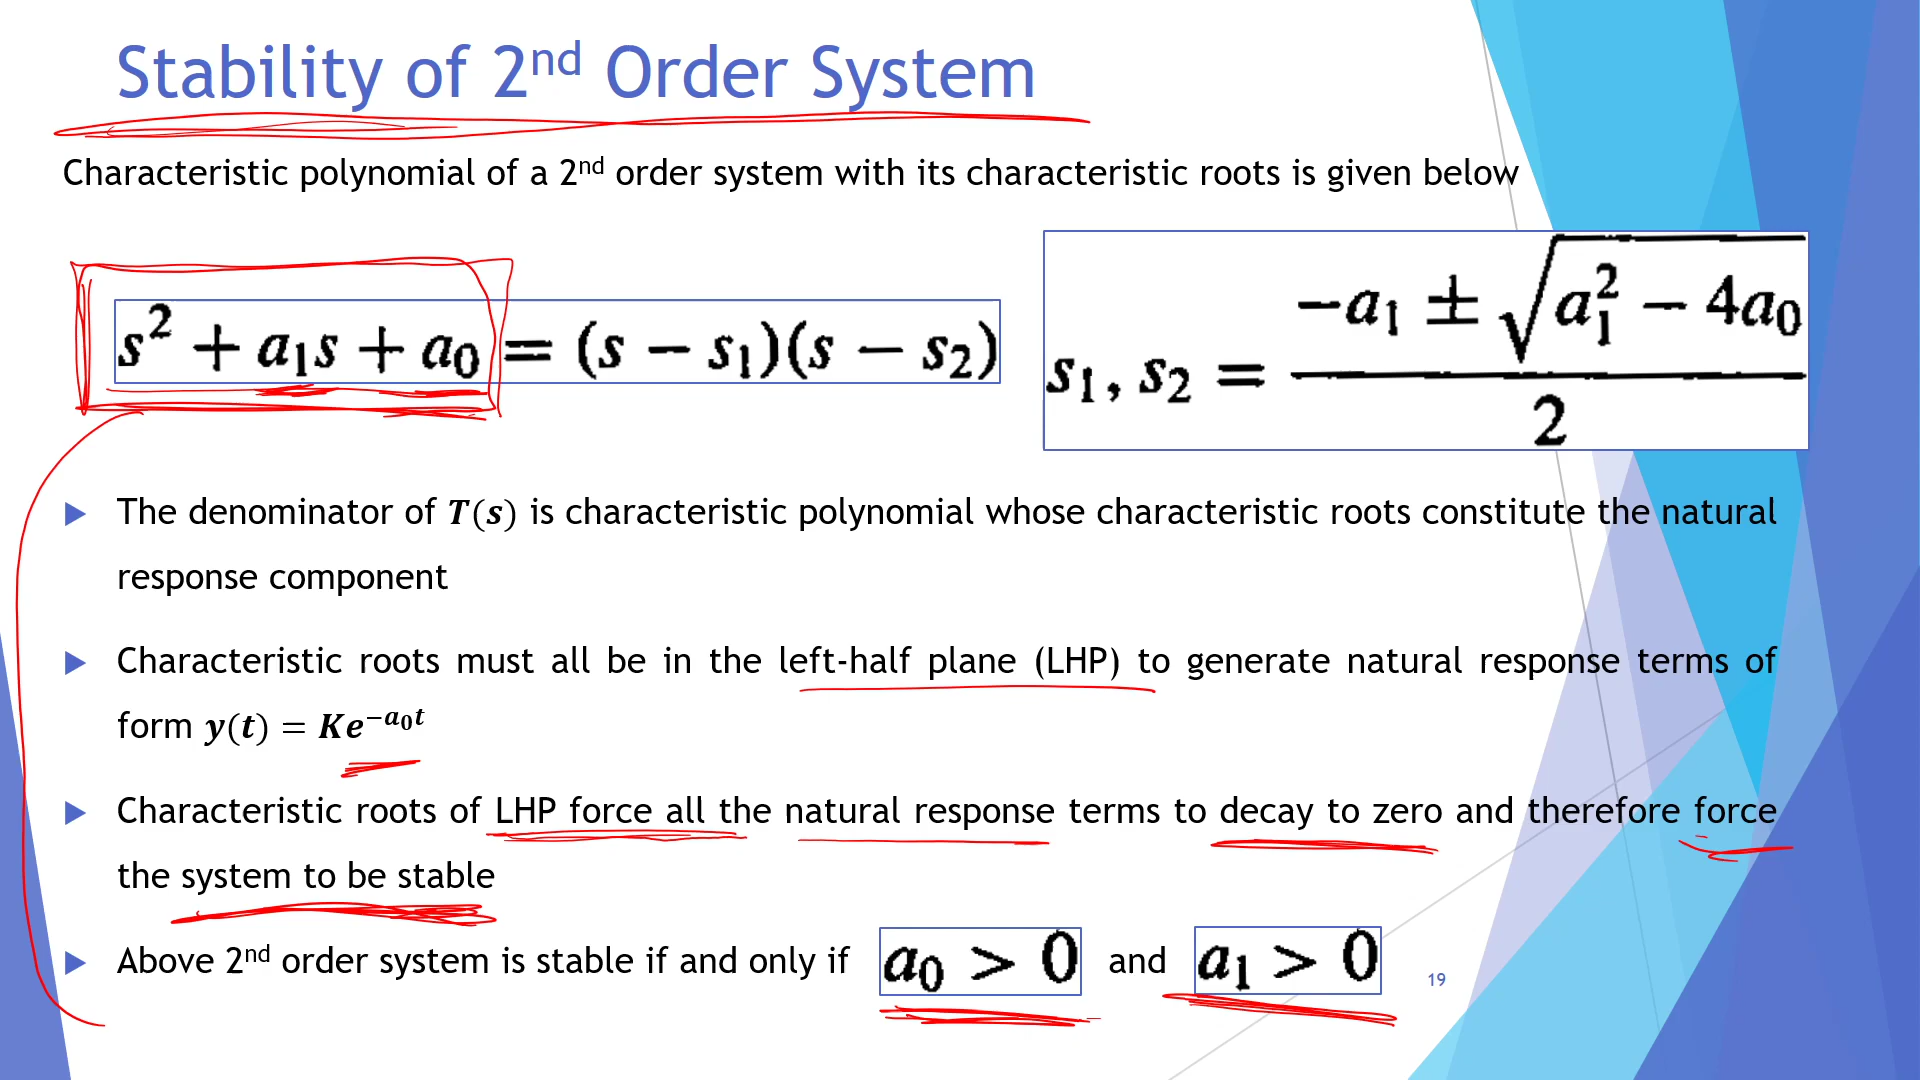 Stability of 2nd Order System
Characteristic polynomial of a 2nd order system with its characteristic roots is given below
s² + a₁s + a₀ = (s − s₁)(s − s₂)
s₁, s₂ = (−a₁ ± √(a₁² − 4a₀)) / 2
The denominator of T(s) is characteristic polynomial whose characteristic roots constitute the natural
response component
Characteristic roots must all be in the left-half plane (LHP) to generate natural response terms of
form y(t) = Ke^(−a₀t)
Characteristic roots of LHP force all the natural response terms to decay to zero and therefore force
the system to be stable
Above 2nd order system is stable if and only if a₀ > 0 and a₁ > 0
19